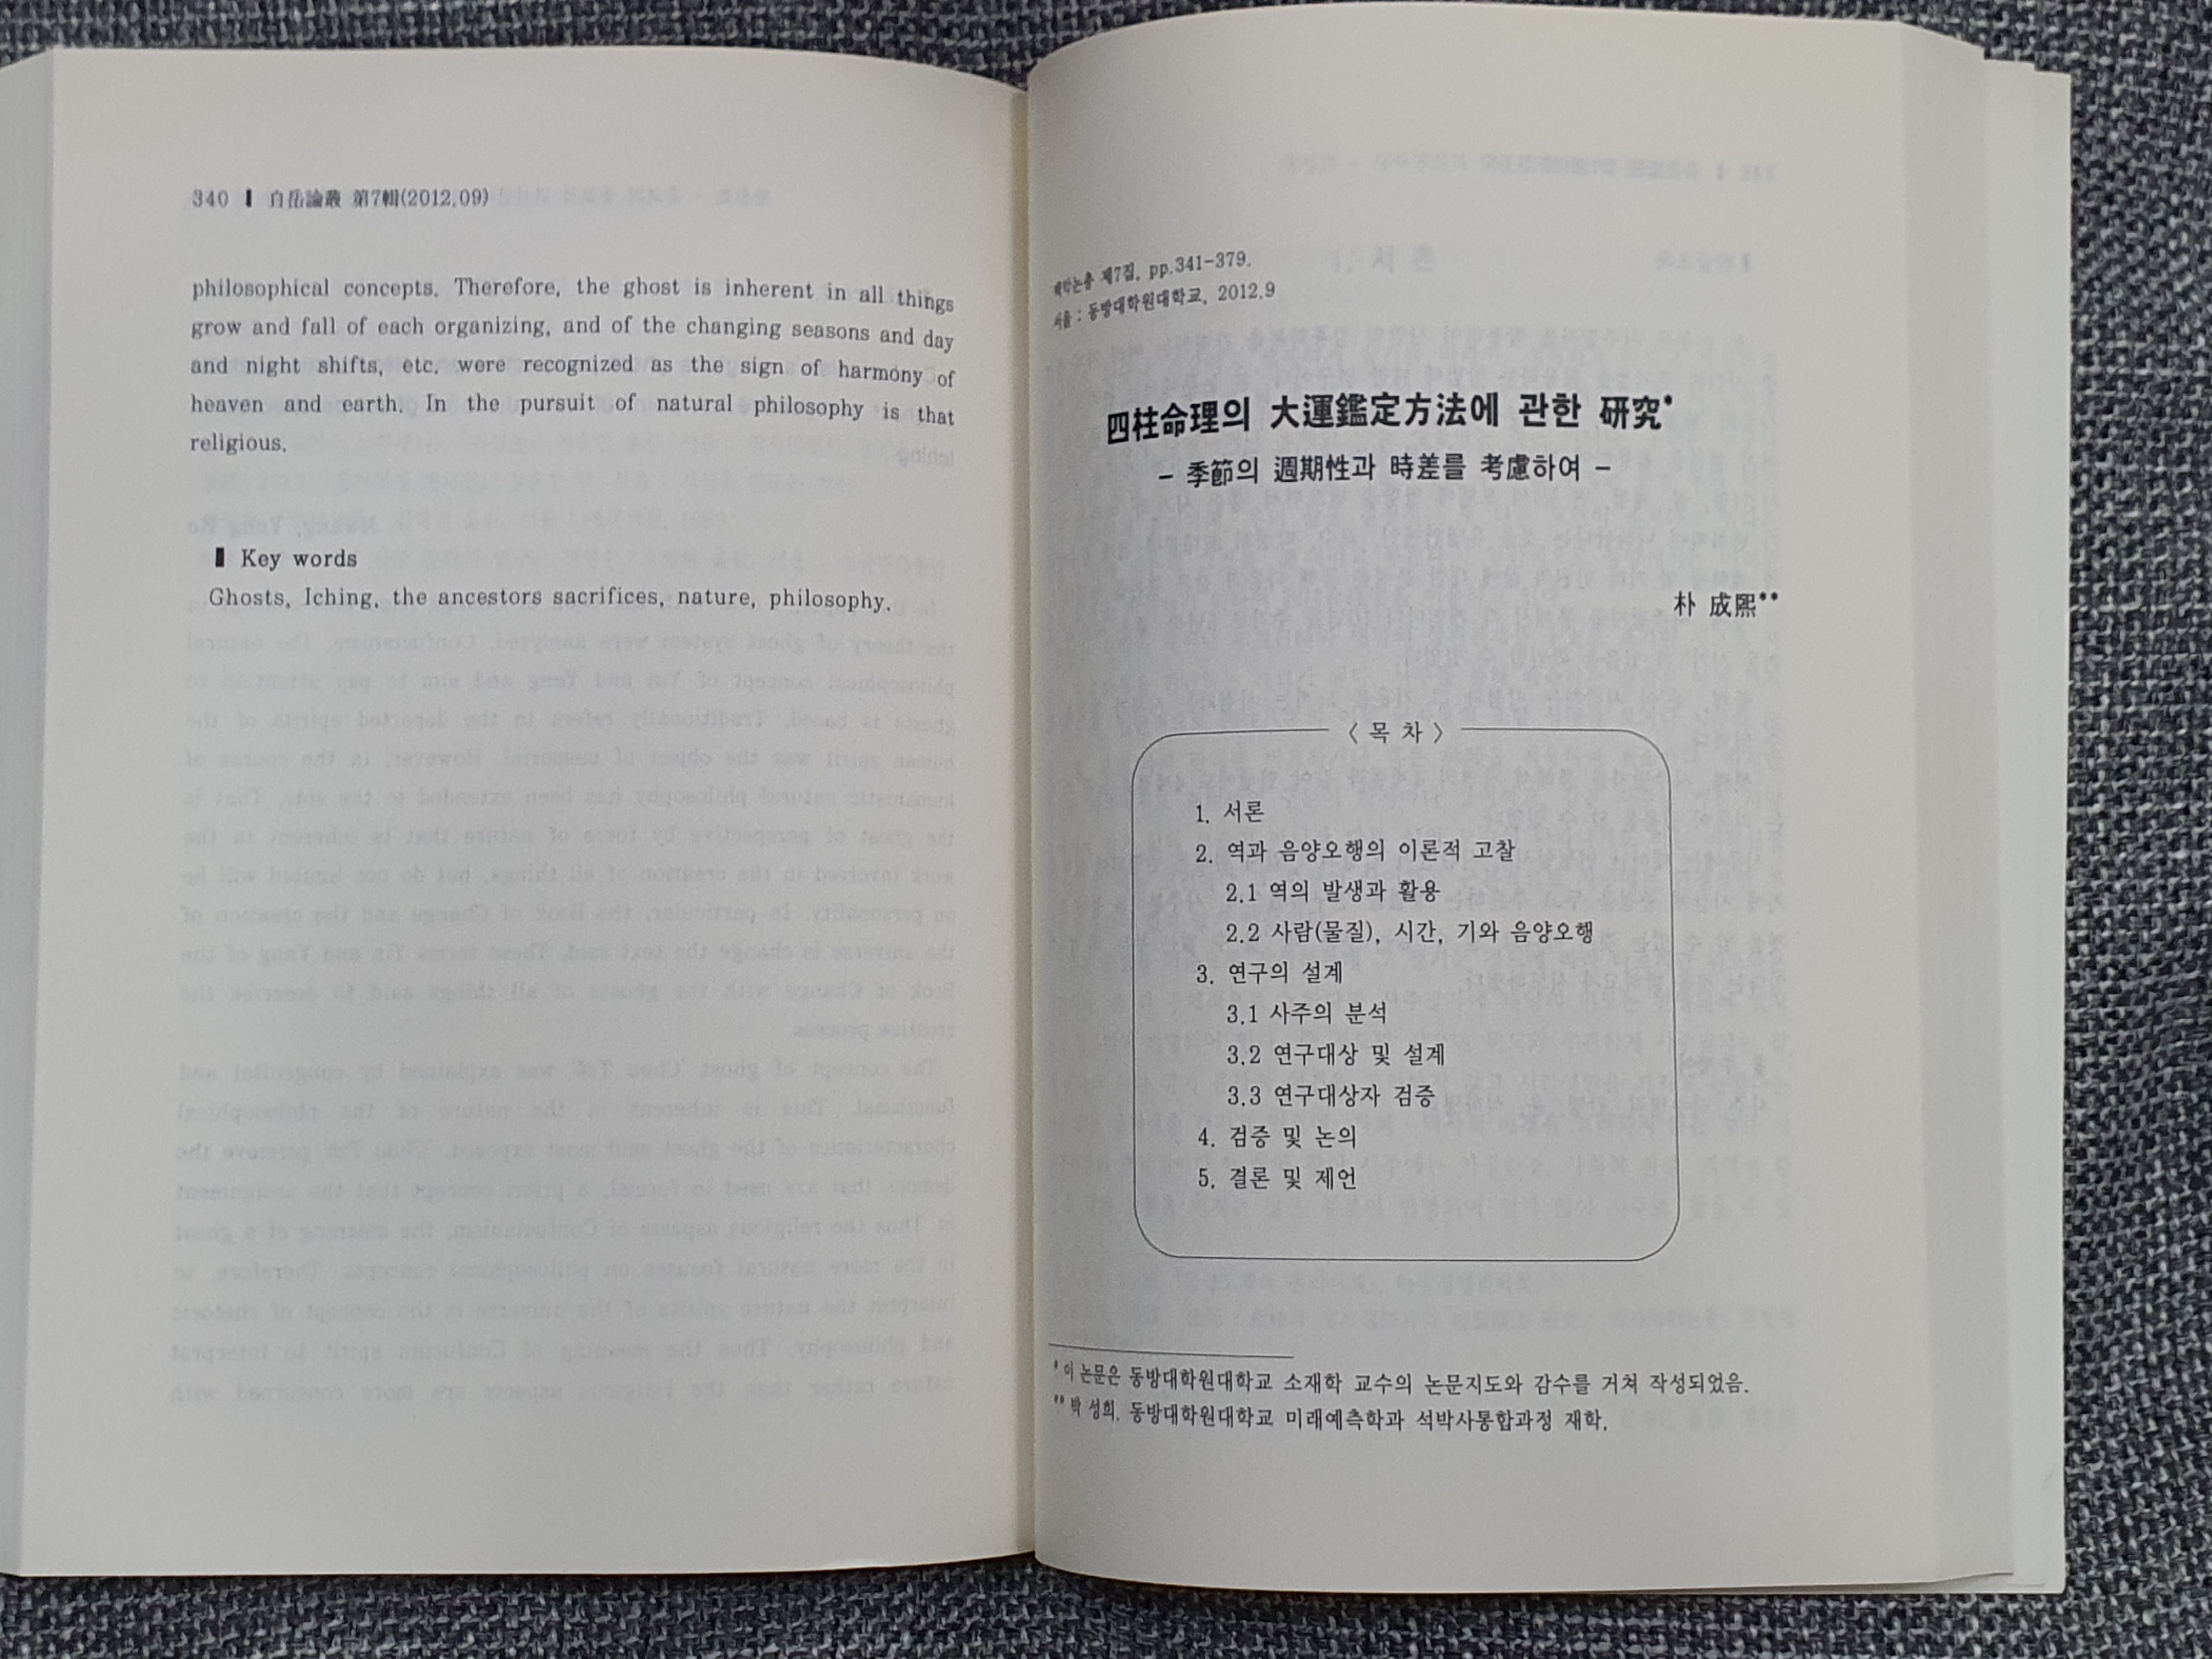 340 ▮ 白岳論叢 第7輯(2012.09)
philosophical concepts. Therefore, the ghost is inherent in all things
grow and fall of each organizing, and of the changing seasons and day
and night shifts, etc. were recognized as the sign of harmony of
heaven and earth. In the pursuit of natural philosophy is that
religious.
▮ Key words
Ghosts, Iching, the ancestors sacrifices, nature, philosophy.
백악논총 제7집, pp.341-379.
서울 : 동방대학원대학교, 2012.9
四柱命理의 大運鑑定方法에 관한 研究*
- 季節의 週期性과 時差를 考慮하여 -
朴 成熙**
〈 목 차 〉
1. 서론
2. 역과 음양오행의 이론적 고찰
2.1 역의 발생과 활용
2.2 사람(물질), 시간, 기와 음양오행
3. 연구의 설계
3.1 사주의 분석
3.2 연구대상 및 설계
3.3 연구대상자 검증
4. 검증 및 논의
5. 결론 및 제언
* 이 논문은 동방대학원대학교 소재학 교수의 논문지도와 감수를 거쳐 작성되었음.
** 박 성희. 동방대학원대학교 미래예측학과 석박사통합과정 재학.